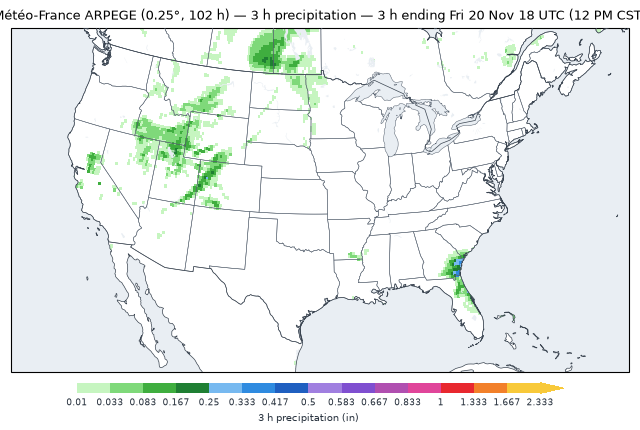 Météo-France ARPEGE (0.25°, 102 h) — 3 h precipitation — 3 h ending Fri 20 Nov 18 UTC (12 PM CST
0.01 0.033 0.083 0.167 0.25 0.333 0.417 0.5 0.583 0.667 0.833 1 1.333 1.667 2.333
3 h precipitation (in)